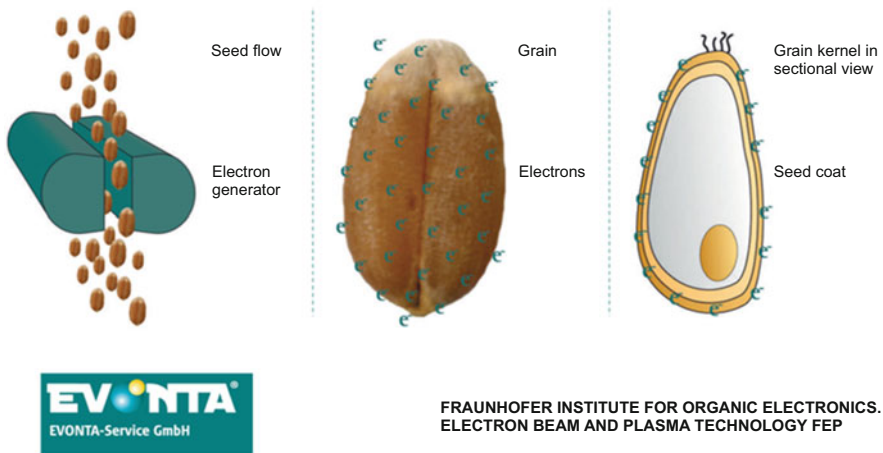 Seed flow
Electron
generator
e⁻ e⁻ e⁻ e⁻ e⁻ e⁻ e⁻ e⁻ e⁻ e⁻ e⁻ e⁻ e⁻ e⁻ e⁻ e⁻ e⁻ e⁻ e⁻ e⁻ e⁻ e⁻ e⁻ e⁻ e⁻ e⁻ e⁻ e⁻ e⁻ e⁻
Grain
Electrons
e⁻ e⁻ e⁻ e⁻ e⁻ e⁻ e⁻ e⁻ e⁻ e⁻ e⁻ e⁻ e⁻ e⁻
Grain kernel in
sectional view
Seed coat
EVONTA®
EVONTA-Service GmbH
FRAUNHOFER INSTITUTE FOR ORGANIC ELECTRONICS.
ELECTRON BEAM AND PLASMA TECHNOLOGY FEP